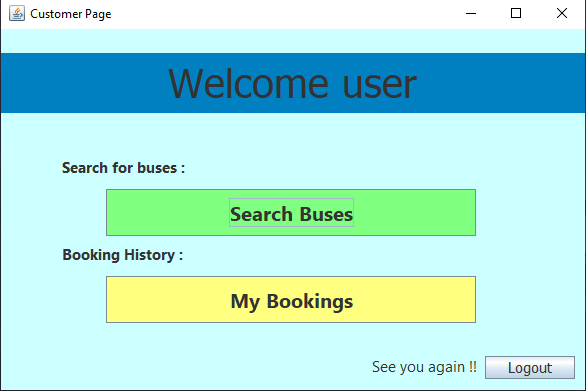 Customer Page
Welcome user
Search for buses :
Search Buses
Booking History :
My Bookings
See you again !! Logout